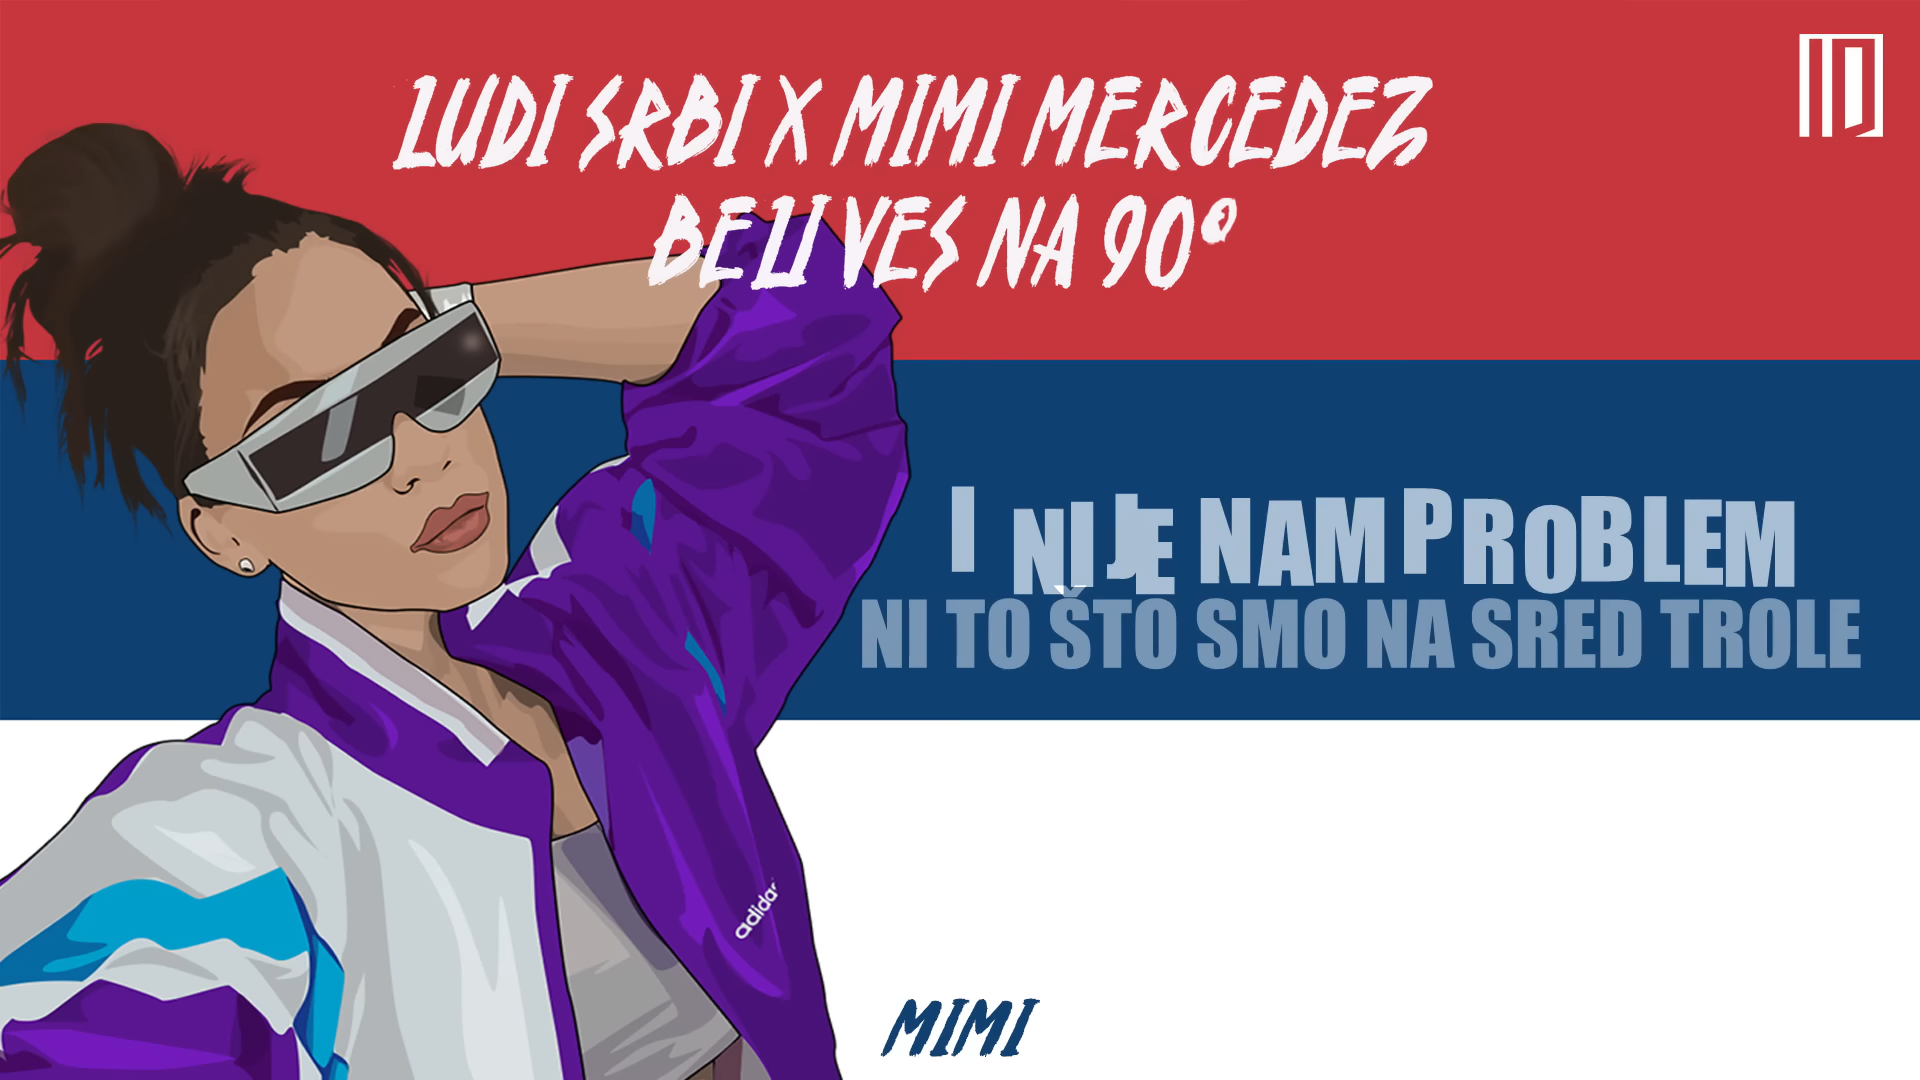 LUDI SRBI X MIMI MERCEDEZ
BELI VES NA 90°
I NIJE NAM PROBLEM
NI TO ŠTO SMO NA SRED TROLE
adidas
MIMI